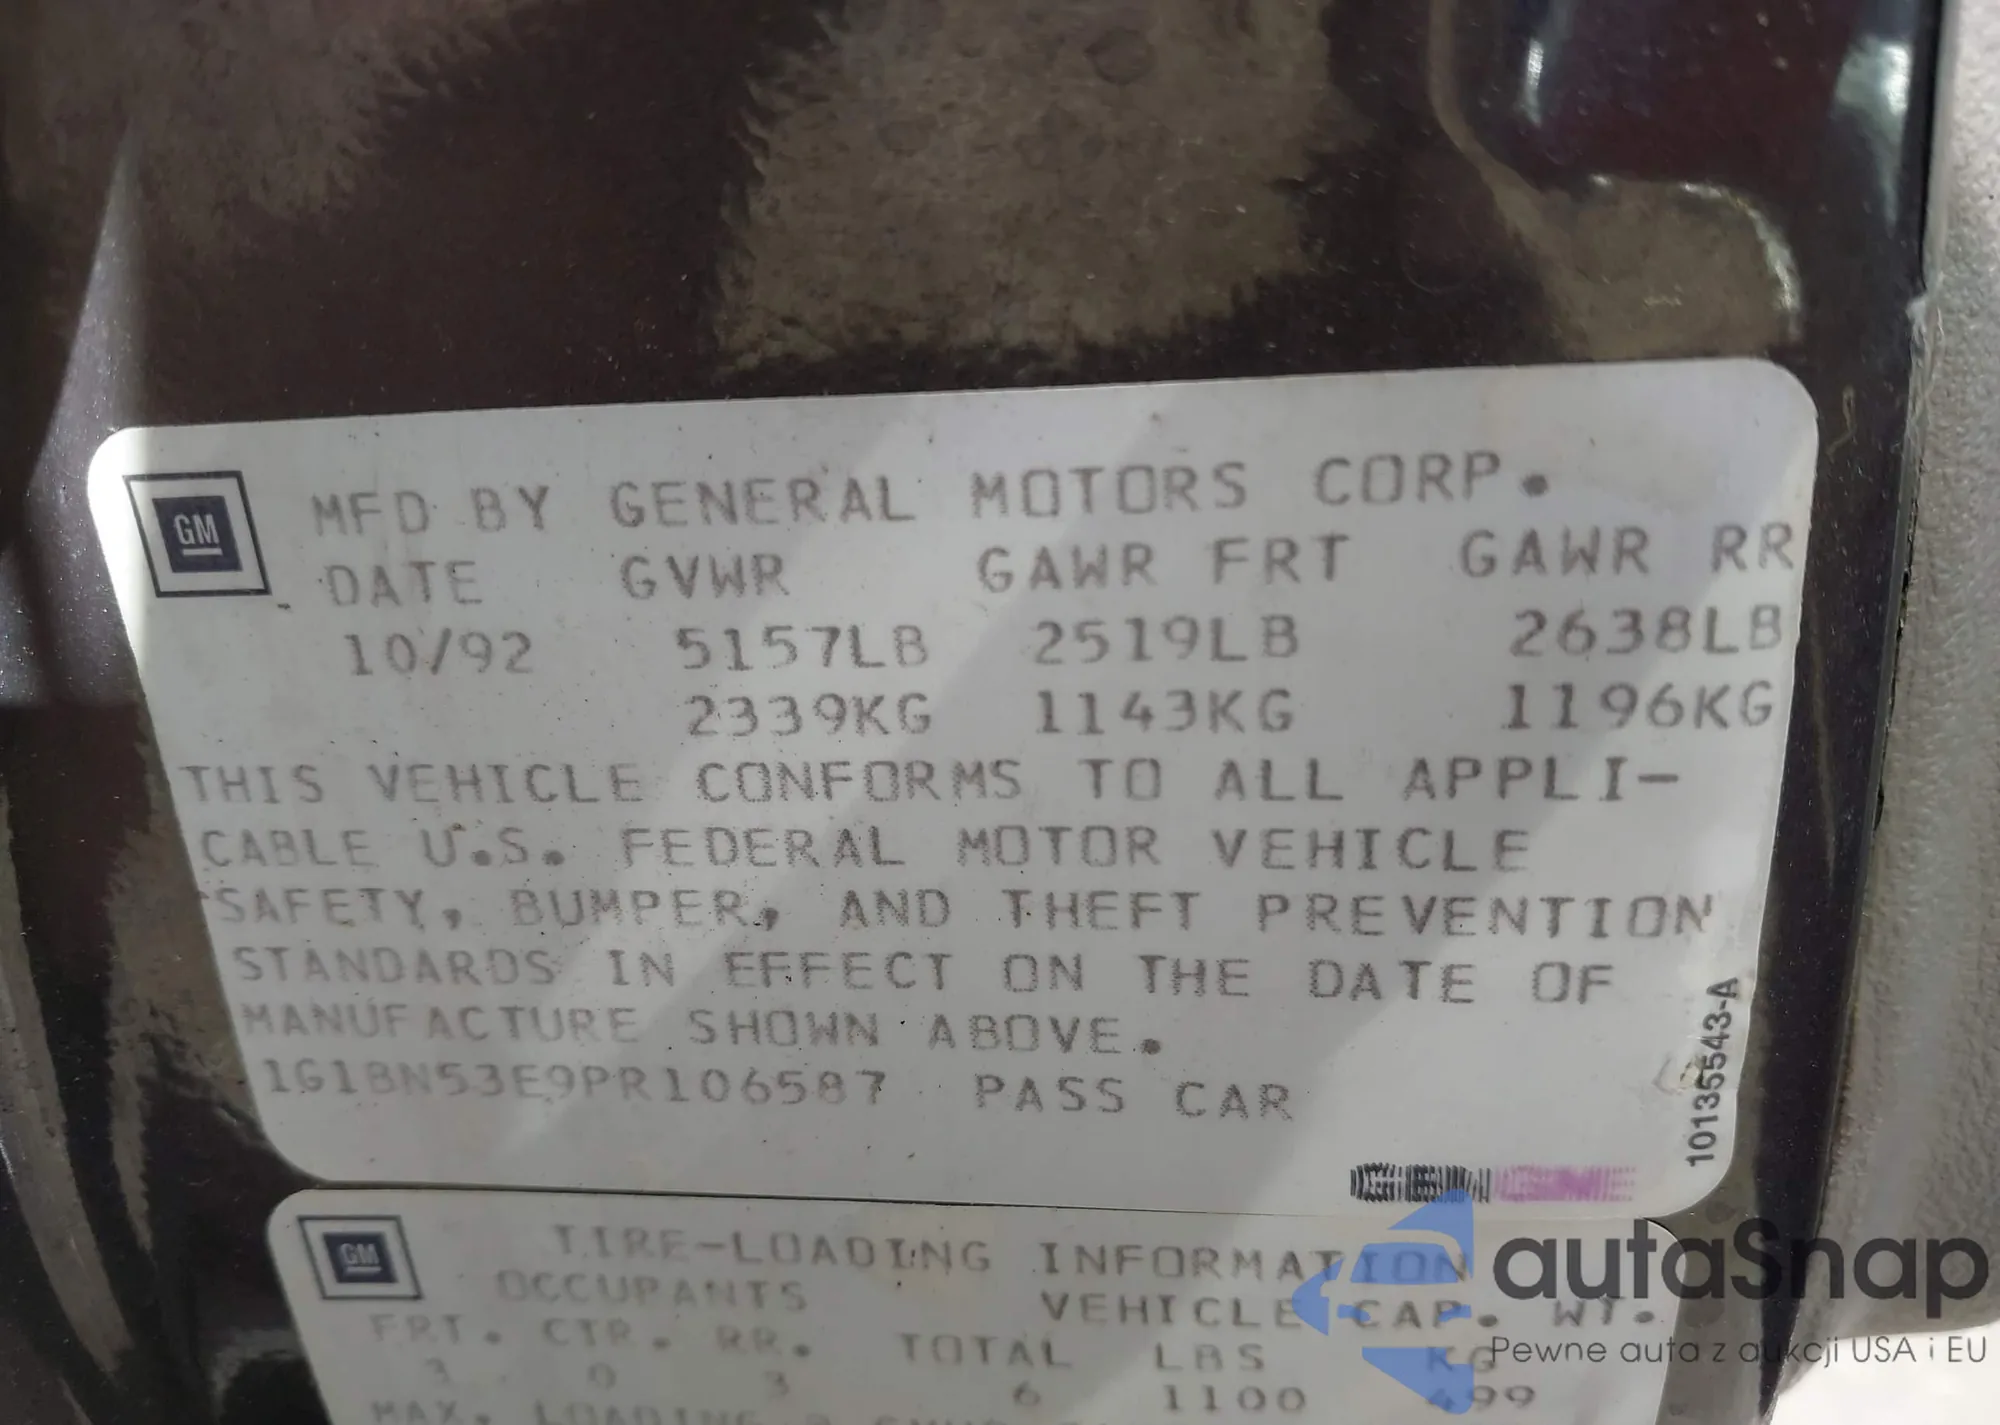 GM
MFD BY GENERAL MOTORS CORP.
DATE GVWR GAWR FRT GAWR RR
10/92 5157LB 2519LB 2638LB
2339KG 1143KG 1196KG
THIS VEHICLE CONFORMS TO ALL APPLI-
CABLE U.S. FEDERAL MOTOR VEHICLE
SAFETY, BUMPER, AND THEFT PREVENTION
STANDARDS IN EFFECT ON THE DATE OF
MANUFACTURE SHOWN ABOVE.
1G1BN53E9PR106587 PASS CAR
10135543-A
GM
TIRE-LOADING INFORMATION
OCCUPANTS VEHICLE CAP. WT.
FRT. CTR. RR. TOTAL LBS KG
3 0 3 6 1100 499
MAX. LOADING
autaSnap
Pewne auta z aukcji USA i EU